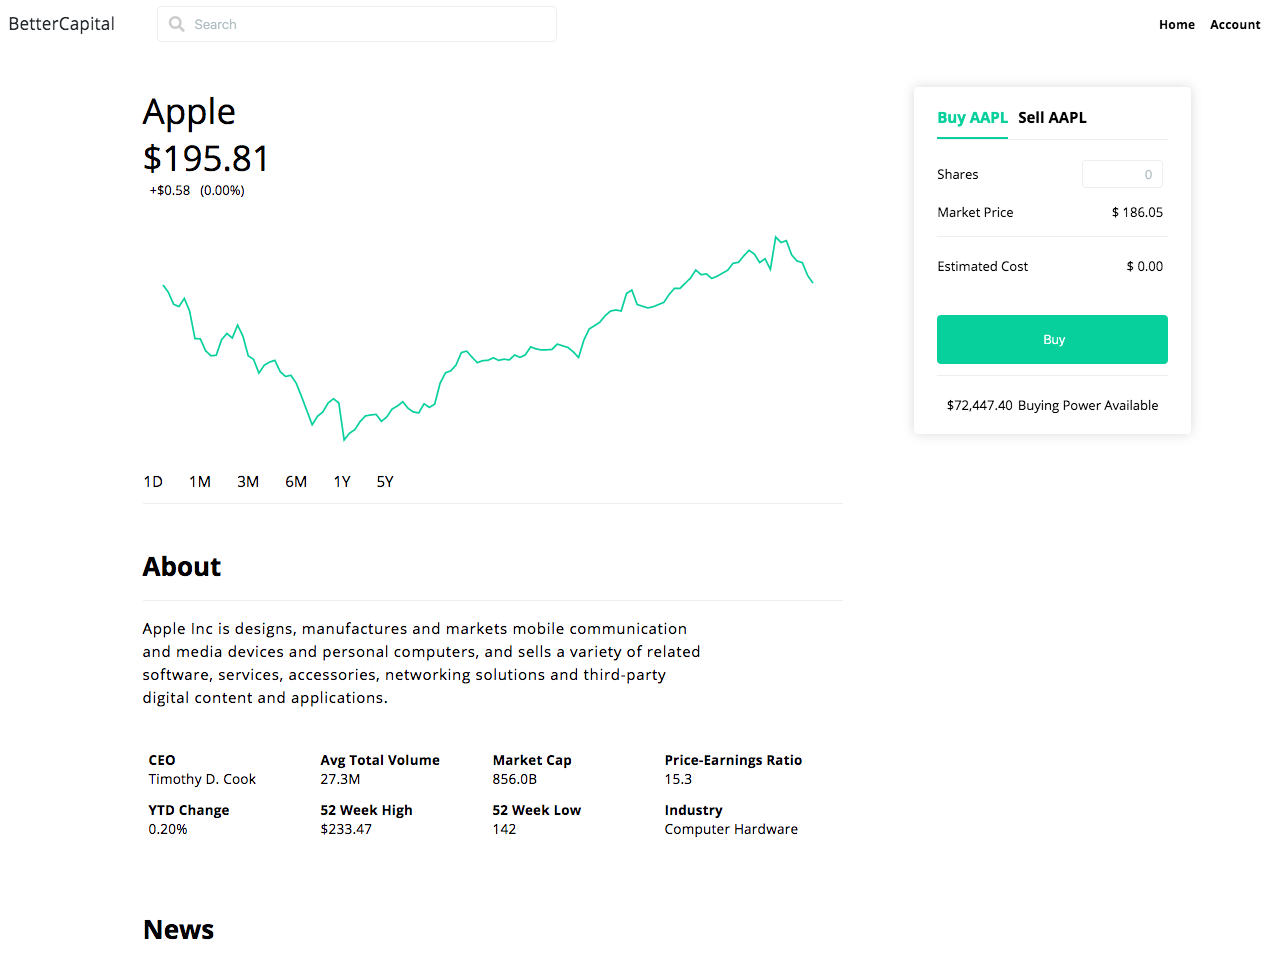 BetterCapital
Search
Home
Account
Apple
$195.81
+$0.58 (0.00%)
1D 1M 3M 6M 1Y 5Y
Buy AAPL Sell AAPL
Shares 0
Market Price $ 186.05
Estimated Cost $ 0.00
Buy
$72,447.40 Buying Power Available
About
Apple Inc is designs, manufactures and markets mobile communication
and media devices and personal computers, and sells a variety of related
software, services, accessories, networking solutions and third-party
digital content and applications.
CEO Avg Total Volume Market Cap Price-Earnings Ratio
Timothy D. Cook 27.3M 856.0B 15.3
YTD Change 52 Week High 52 Week Low Industry
0.20% $233.47 142 Computer Hardware
News